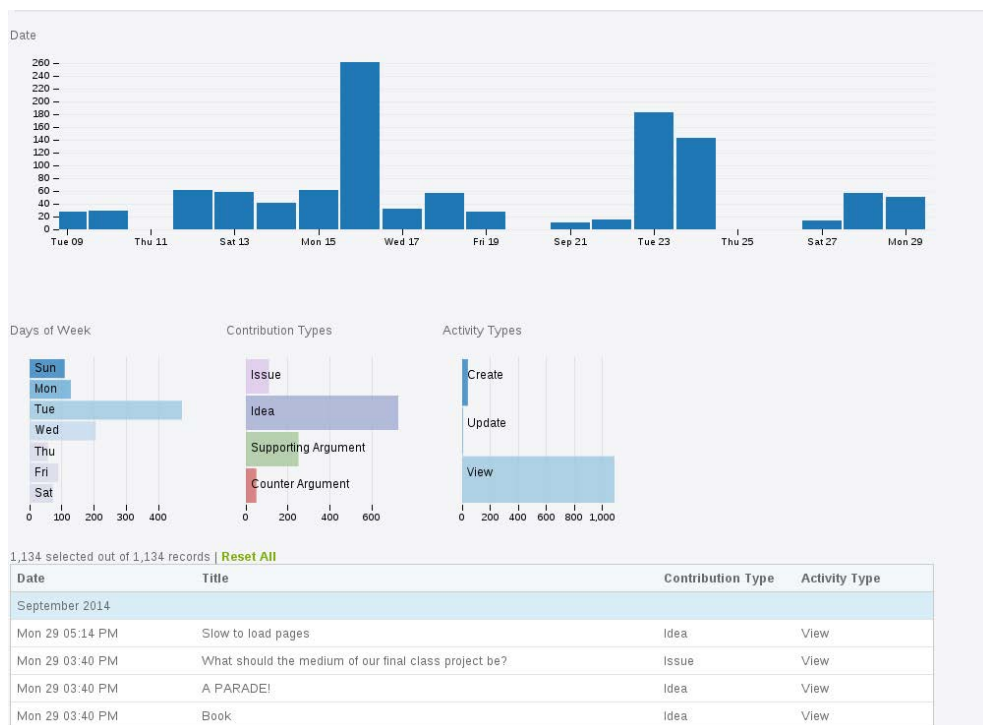 Date
260
240
220
200
180
160
140
120
100
80
60
40
20
0
Tue 09 Thu 11 Sat 13 Mon 15 Wed 17 Fri 19 Sep 21 Tue 23 Thu 25 Sat 27 Mon 29
Days of Week Contribution Types Activity Types
Sun
Mon
Tue
Wed
Thu
Fri
Sat
0 100 200 300 400
Issue
Idea
Supporting Argument
Counter Argument
0 200 400 600
Create
Update
View
0 200 400 600 800 1,000
1,134 selected out of 1,134 records | Reset All
Date Title Contribution Type Activity Type
September 2014
Mon 29 05:14 PM Slow to load pages Idea View
Mon 29 03:40 PM What should the medium of our final class project be? Issue View
Mon 29 03:40 PM A PARADE! Idea View
Mon 29 03:40 PM Book Idea View